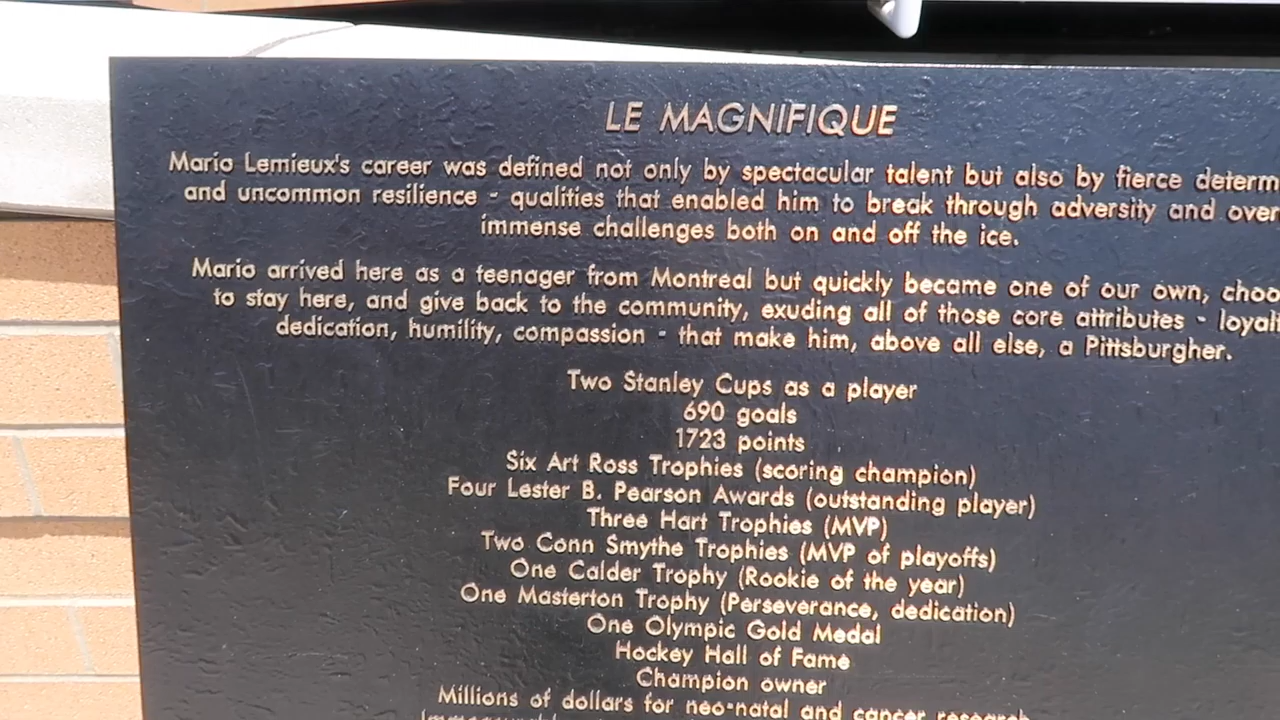 LE MAGNIFIQUE
Mario Lemieux's career was defined not only by spectacular talent but also by fierce
and uncommon resilience - qualities that enabled him to break through adversity and
immense challenges both on and off the ice.
Mario arrived here as a teenager from Montreal but quickly became one of our own,
to stay here, and give back to the community, exuding all of those core attributes -
dedication, humility, compassion - that make him, above all else, a Pittsburgher.
Two Stanley Cups as a player
690 goals
1723 points
Six Art Ross Trophies (scoring champion)
Four Lester B. Pearson Awards (outstanding player)
Three Hart Trophies (MVP)
Two Conn Smythe Trophies (MVP of playoffs)
One Calder Trophy (Rookie of the year)
One Masterton Trophy (Perseverance, dedication)
One Olympic Gold Medal
Hockey Hall of Fame
Champion owner
Millions of dollars for neo-natal and cancer research